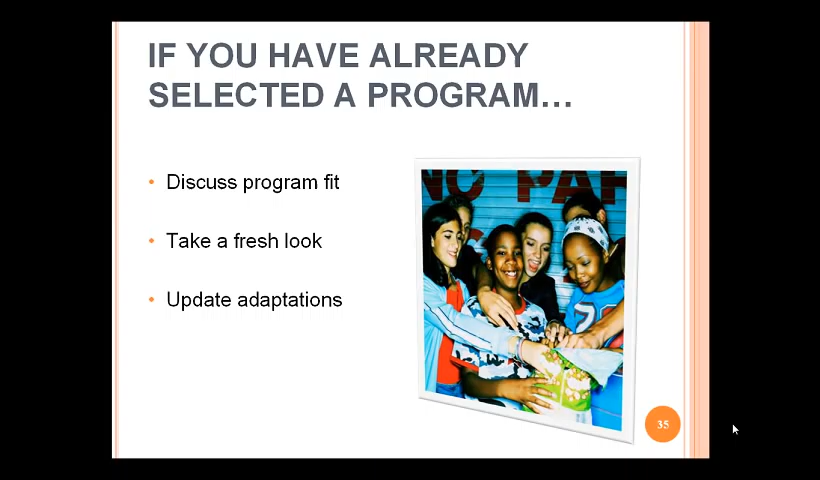 IF YOU HAVE ALREADY
SELECTED A PROGRAM…
• Discuss program fit
• Take a fresh look
• Update adaptations
NO PAR
35